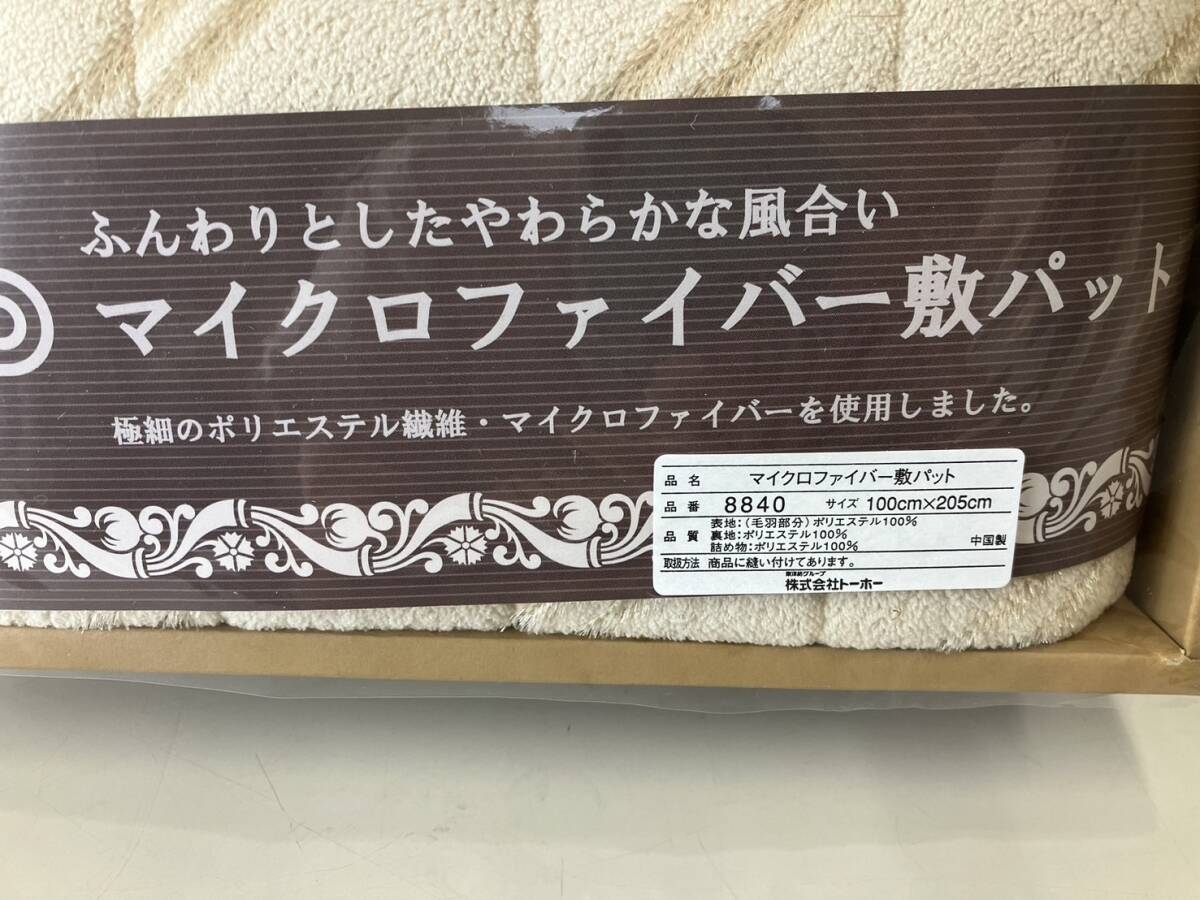 ふんわりとしたやわらかな風合い
マイクロファイバー敷パット
極細のポリエステル繊維・マイクロファイバーを使用しました。
品 名 マイクロファイバー敷パット
品 番 8840 サイズ 100cm×205cm
品 質 表地:(毛羽部分)ポリエステル100%
裏地:ポリエステル100%
詰め物:ポリエステル100% 中国製
取扱方法 商品に縫い付けてあります。
株式会社トーホー